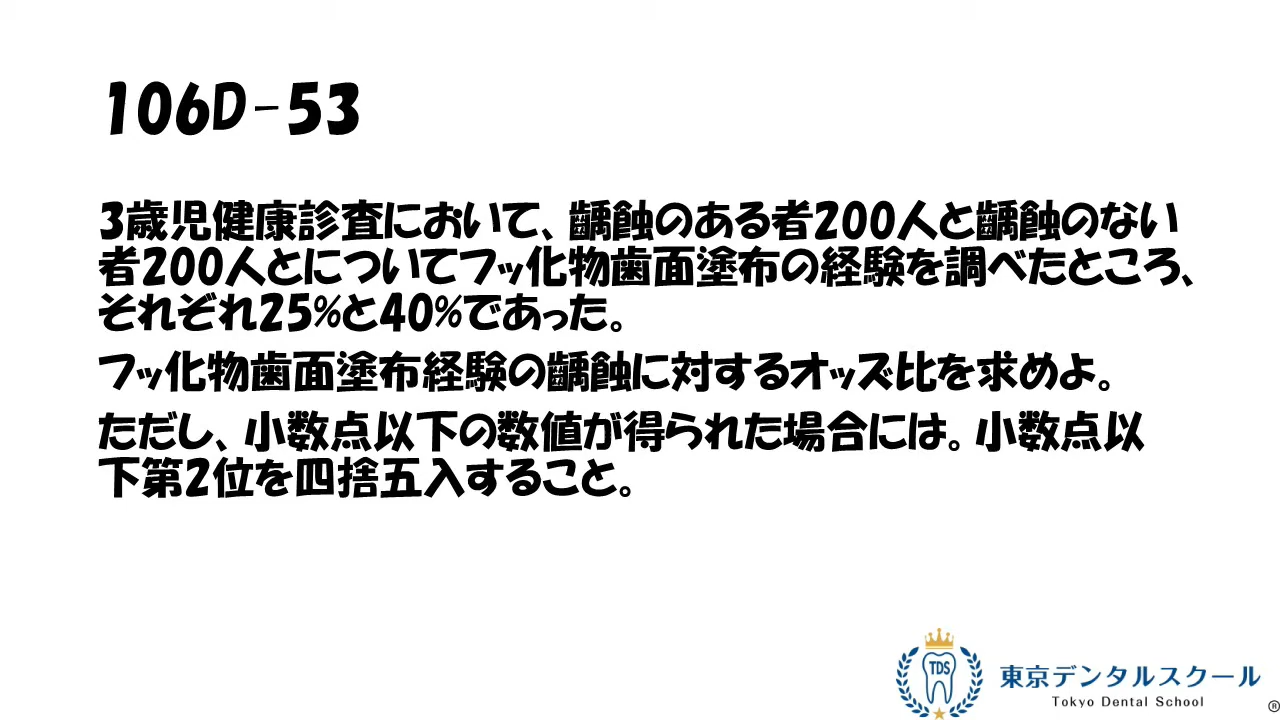 106D-53
3歳児健康診査において、齲蝕のある者200人と齲蝕のない
者200人とについてフッ化物歯面塗布の経験を調べたところ、
それぞれ25%と40%であった。
フッ化物歯面塗布経験の齲蝕に対するオッズ比を求めよ。
ただし、小数点以下の数値が得られた場合には。小数点以
下第2位を四捨五入すること。
TDS
東京デンタルスクール
Tokyo Dental School
®